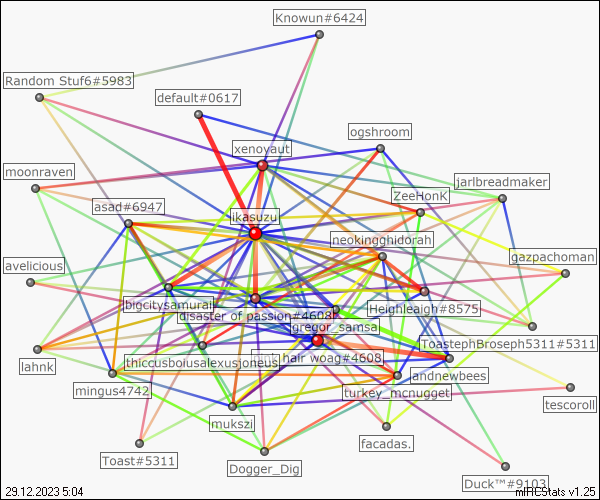 Knowun#6424
Random Stuf6#5983
default#0617
ogshroom
xenoyaut
moonraven
jarlbreadmaker
ZeeHonK
asad#6947
ikasuzu
neokingghidorah
gazpachoman
avelicious
bigcitysamurai
Heighleigh#8575
disaster of passion#4608
gregor_samsa
ToastephBroseph5311#5311
lahnk
thiccusboiusalexusjoneus
hair woag#4608
landnewbees
mingus4742
turkey_mcnugget
tescoroll
mukszi
facadas.
Toast#5311
Dogger_Dig
Duck™#9103
29.12.2023 5:04
mIRCStats v1.25